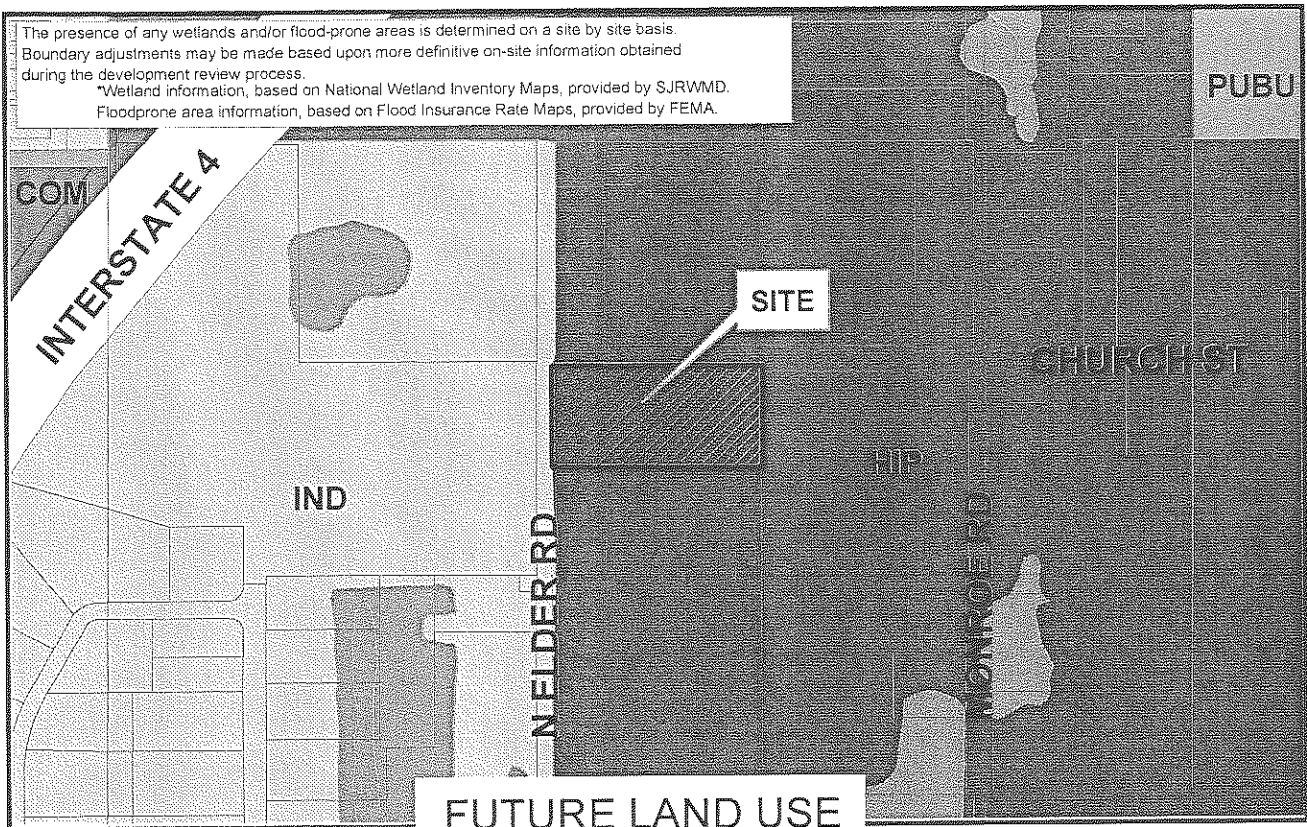 The presence of any wetlands and/or flood-prone areas is determined on a site by site basis.
Boundary adjustments may be made based upon more definitive on-site information obtained
during the development review process.
*Wetland information, based on National Wetland Inventory Maps, provided by SJRWMD.
Floodprone area information, based on Flood Insurance Rate Maps, provided by FEMA.
PUBU
COM
INTERSTATE 4
SITE
CHURCH ST
HIP
IND
N ELDER RD
FUTURE LAND USE